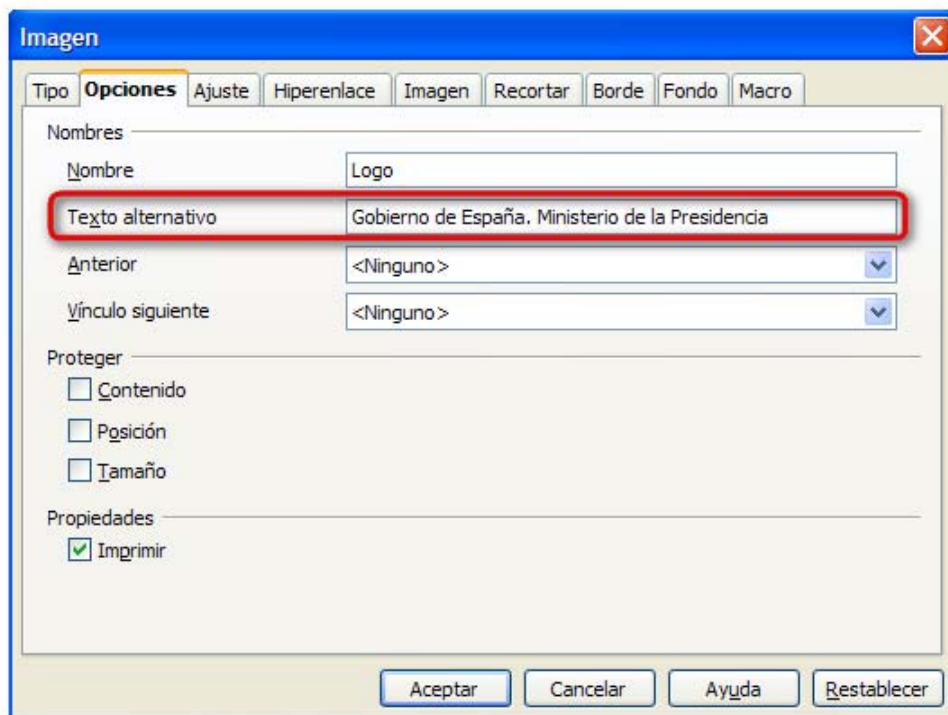 Imagen
Tipo Opciones Ajuste Hiperenlace Imagen Recortar Borde Fondo Macro
Nombres
Nombre Logo
Texto alternativo Gobierno de España. Ministerio de la Presidencia
Anterior <Ninguno>
Vínculo siguiente <Ninguno>
Proteger
Contenido
Posición
Tamaño
Propiedades
Imprimir
Aceptar Cancelar Ayuda Restablecer